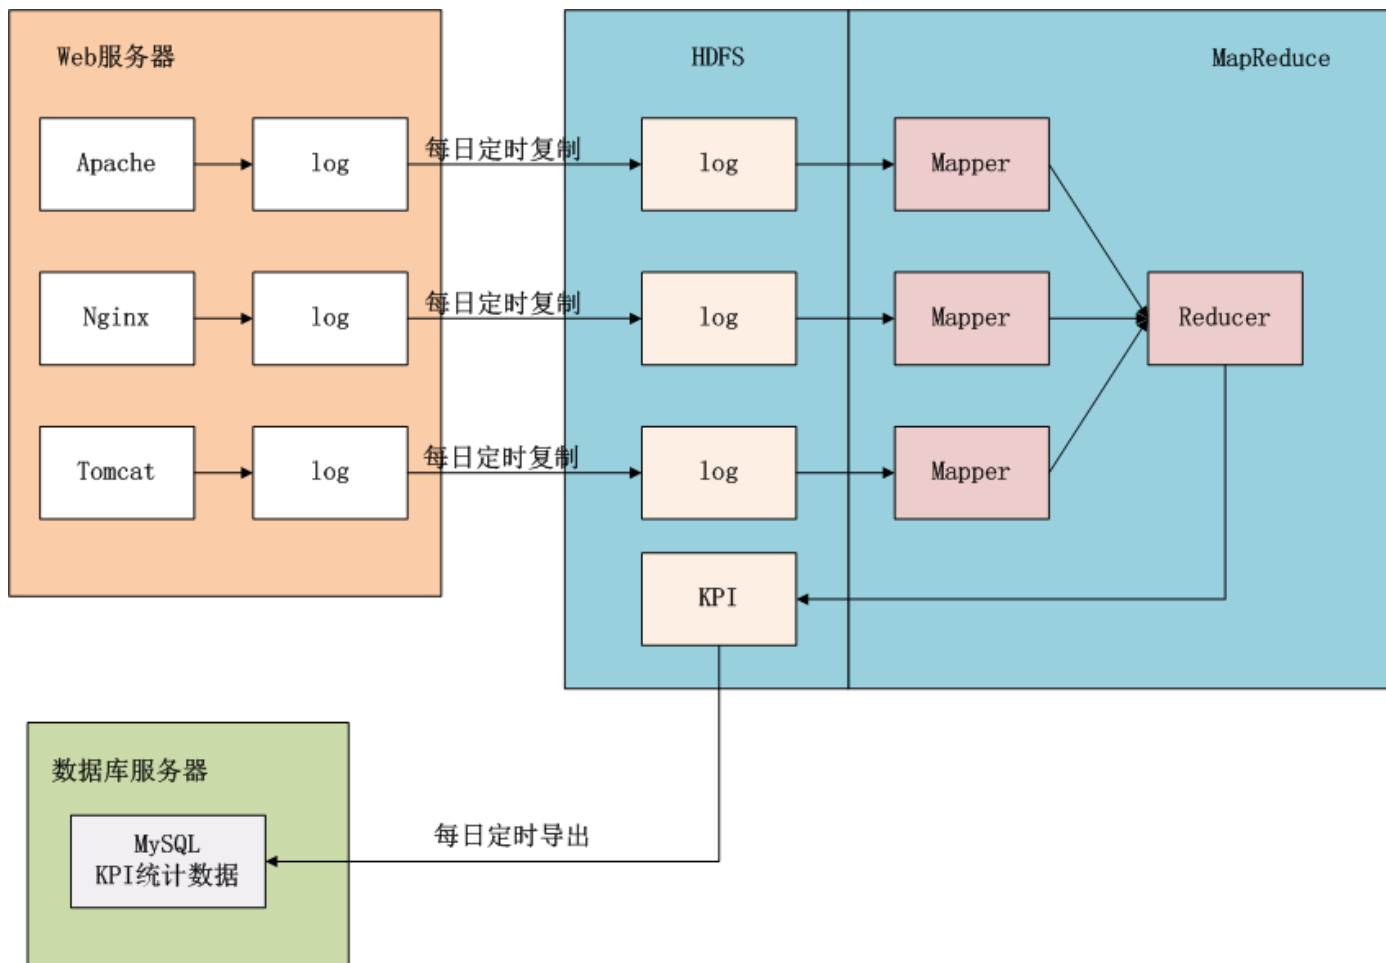 Web服务器
HDFS
MapReduce
Apache
log
每日定时复制
log
Mapper
Nginx
log
每日定时复制
log
Mapper
Reducer
Tomcat
log
每日定时复制
log
Mapper
KPI
数据库服务器
MySQL
KPI统计数据
每日定时导出